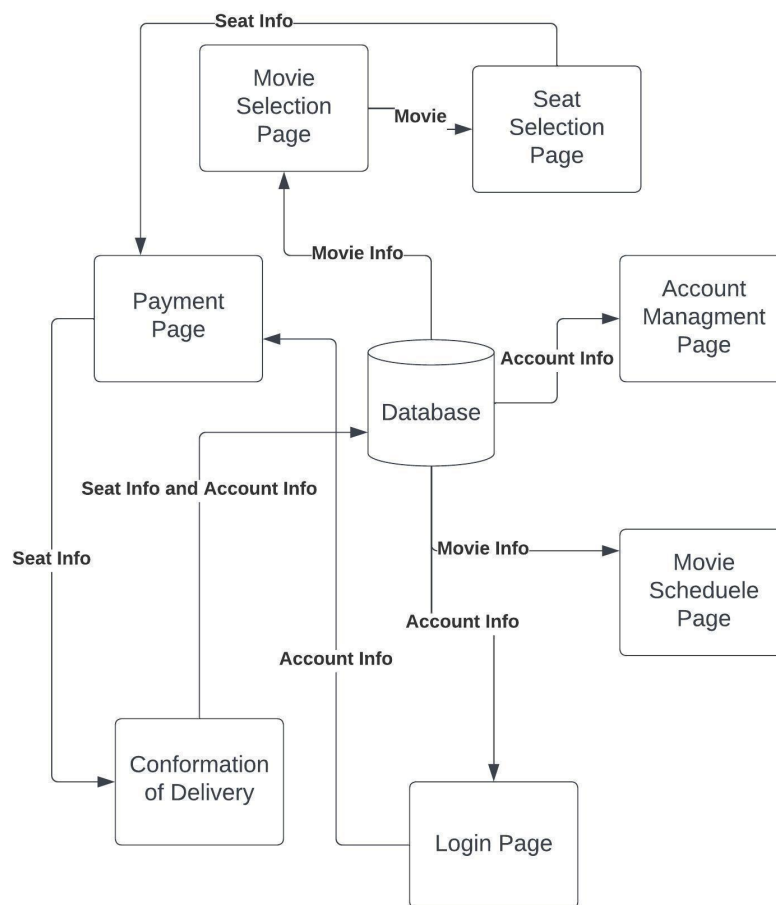 Seat Info
Movie
Selection
Page
Movie
Seat
Selection
Page
Movie Info
Payment
Page
Account
Managment
Page
Account Info
Database
Seat Info and Account Info
Seat Info
Movie Info
Movie
Scheduele
Page
Account Info
Account Info
Conformation
of Delivery
Login Page